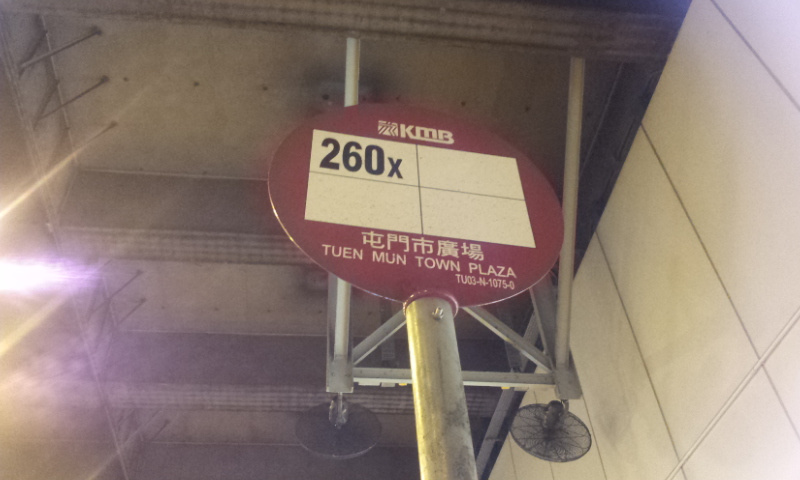 KMB
260x
屯門市廣場
TUEN MUN TOWN PLAZA
TU03-N-1075-0